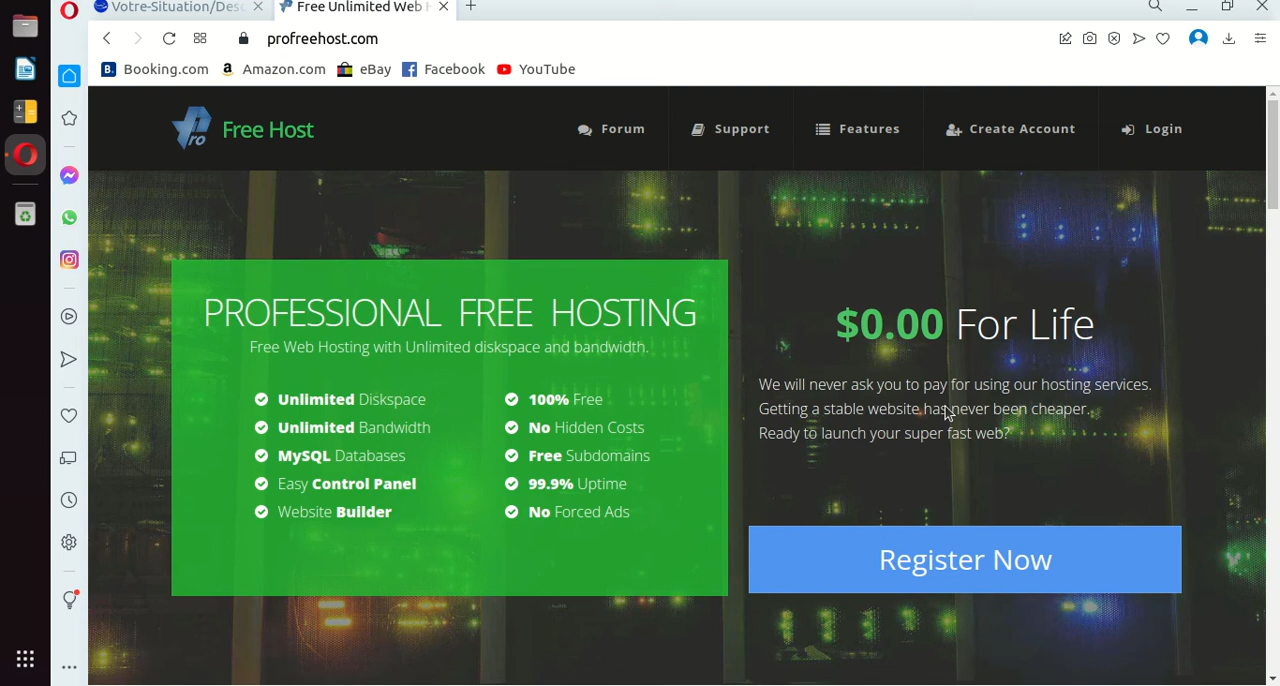 Votre-Situation/Desc
Free Unlimited Web H
profreehost.com
Booking.com
Amazon.com
eBay
Facebook
YouTube
Free Host
Forum
Support
Features
Create Account
Login
PROFESSIONAL FREE HOSTING
Free Web Hosting with Unlimited diskspace and bandwidth.
Unlimited Diskspace
Unlimited Bandwidth
MySQL Databases
Easy Control Panel
Website Builder
100% Free
No Hidden Costs
Free Subdomains
99.9% Uptime
No Forced Ads
$0.00 For Life
We will never ask you to pay for using our hosting services.
Getting a stable website has never been cheaper.
Ready to launch your super fast web?
Register Now